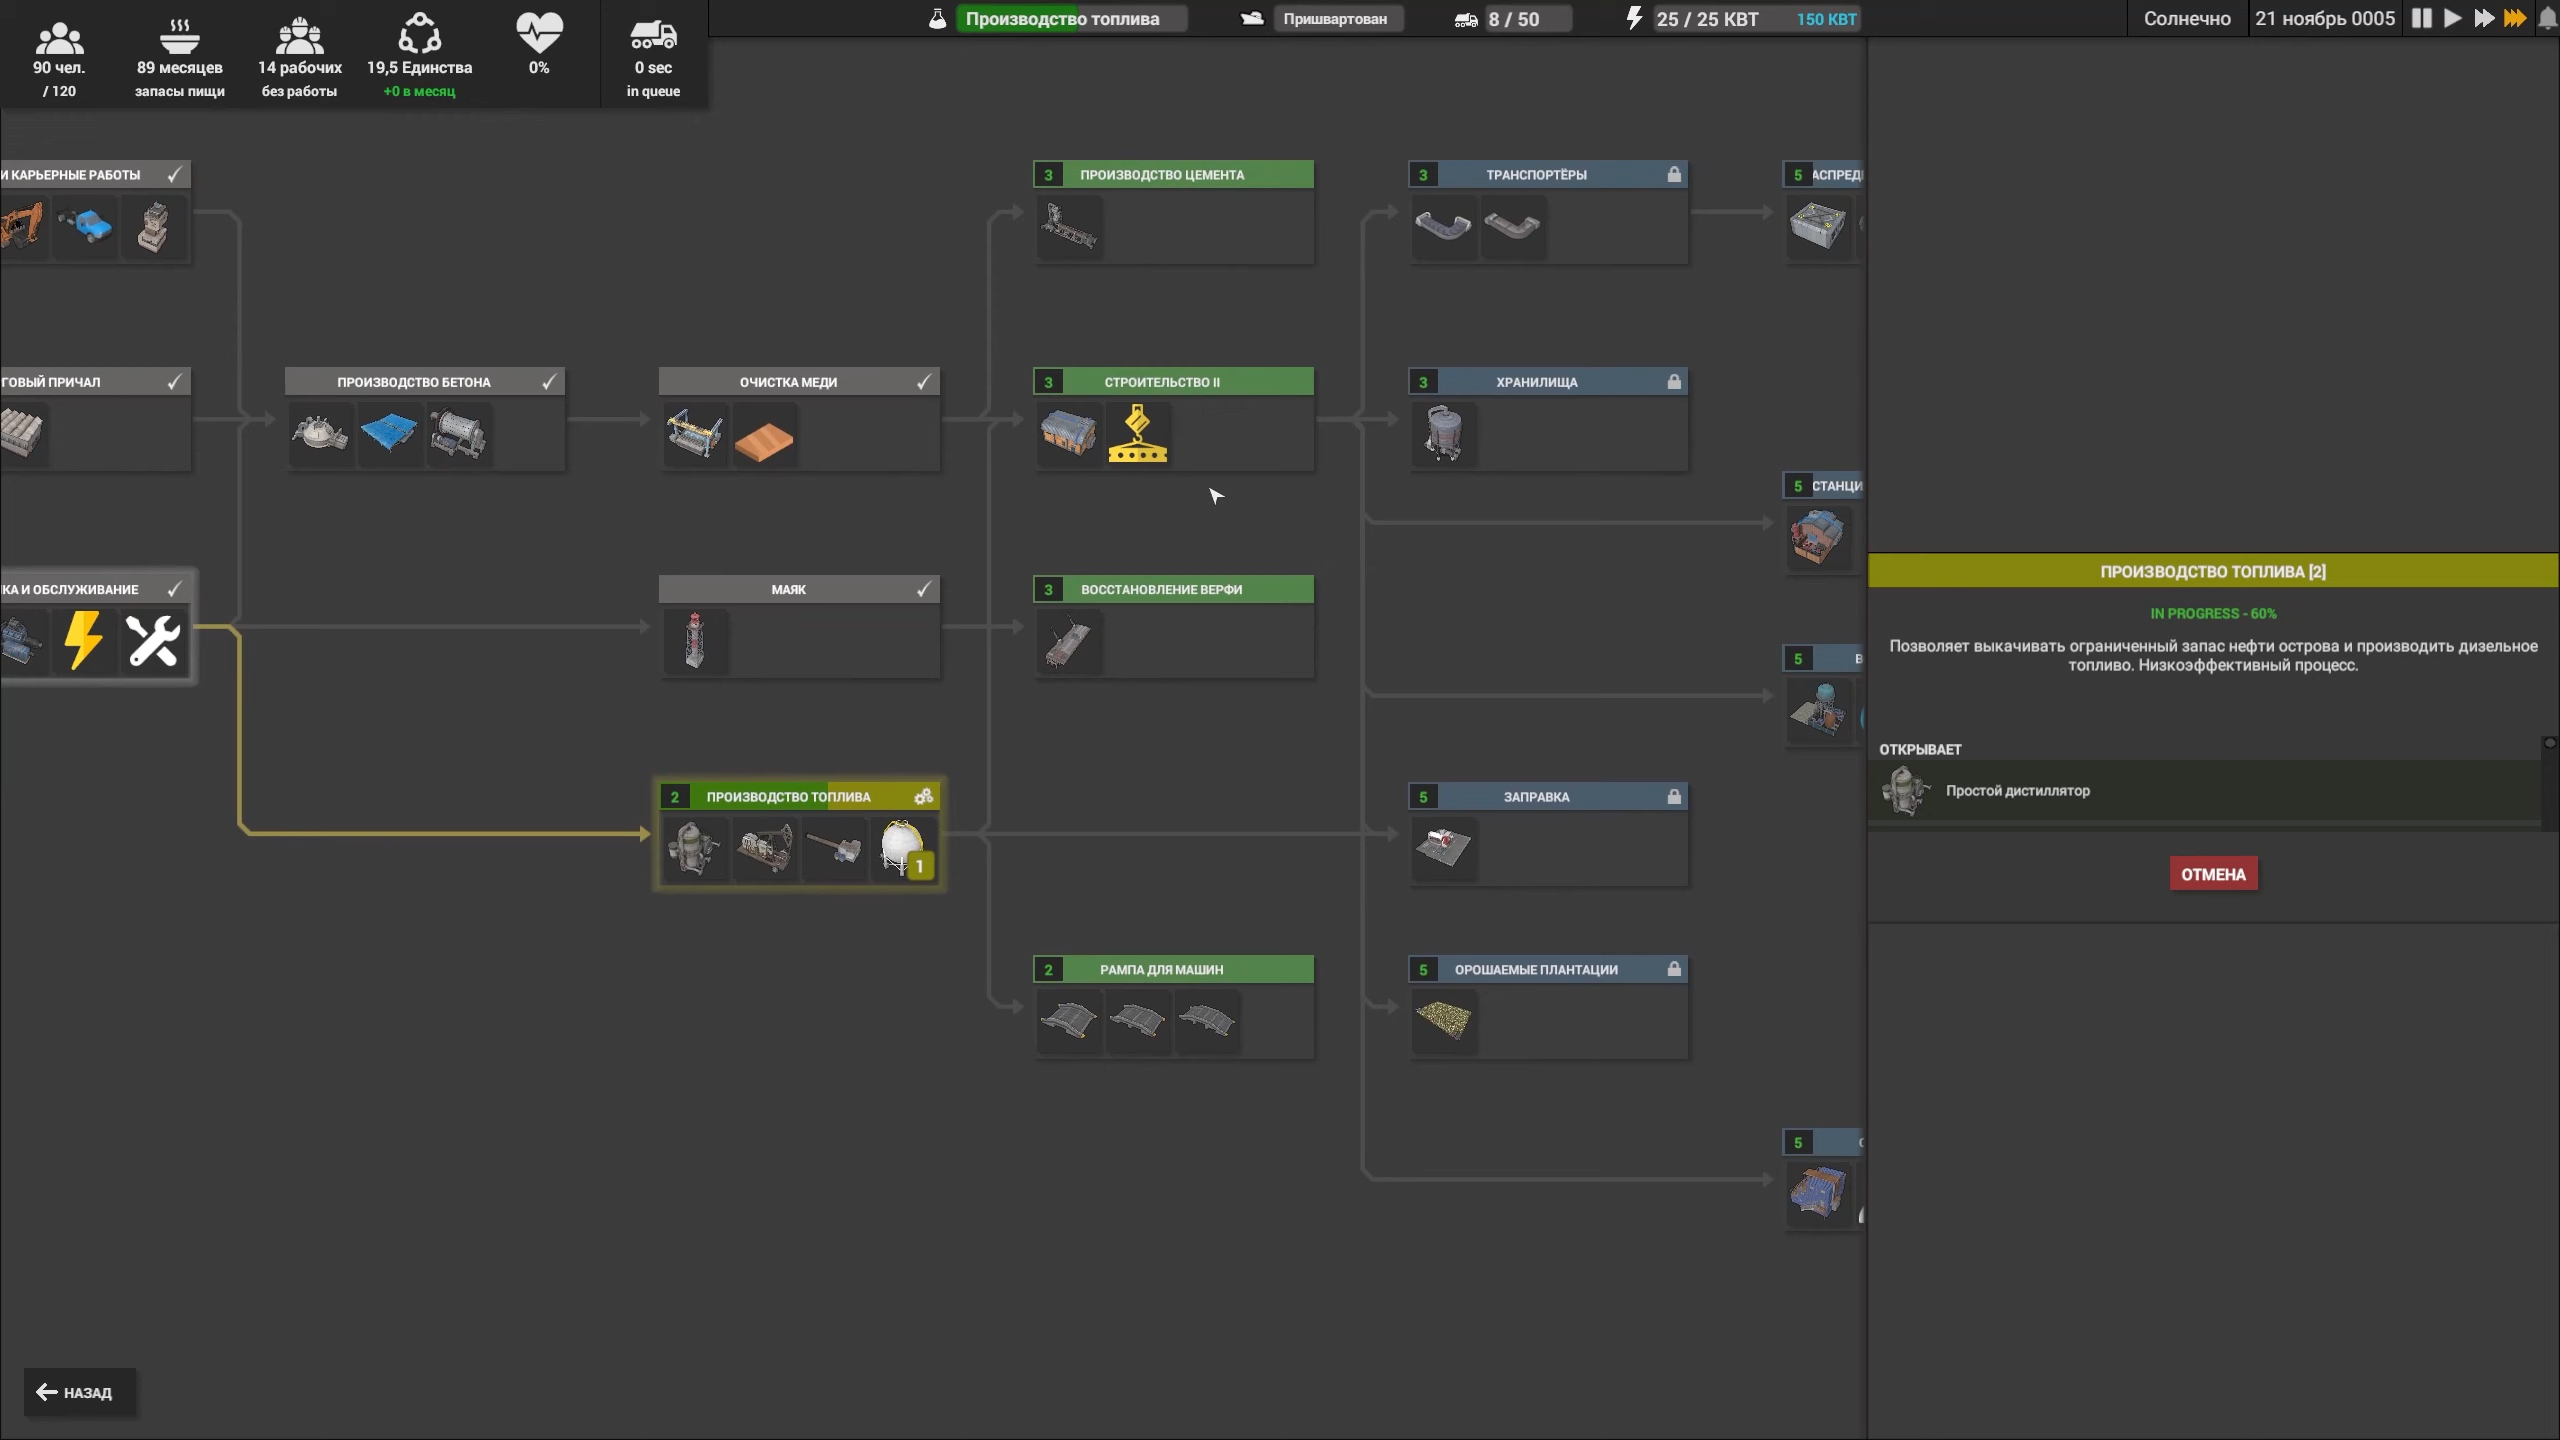 90 чел.
/ 120
89 месяцев
запасы пищи
14 рабочих
без работы
19,5 Единства
+0 в месяц
0%
0 sec
in queue
Производство топлива
Пришвартован
8 / 50
25 / 25 КВТ
150 КВТ
Солнечно
21 ноябрь 0005
И КАРЬЕРНЫЕ РАБОТЫ
3 ПРОИЗВОДСТВО ЦЕМЕНТА
3 ТРАНСПОРТЁРЫ
5 АСПРЕД
ГОВЫЙ ПРИЧАЛ
ПРОИЗВОДСТВО БЕТОНА
ОЧИСТКА МЕДИ
3 СТРОИТЕЛЬСТВО II
3 ХРАНИЛИЩА
5 СТАНЦИ
КА И ОБСЛУЖИВАНИЕ
МАЯК
3 ВОССТАНОВЛЕНИЕ ВЕРФИ
5 В
2 ПРОИЗВОДСТВО ТОПЛИВА
1
5 ЗАПРАВКА
2 РАМПА ДЛЯ МАШИН
5 ОРОШАЕМЫЕ ПЛАНТАЦИИ
5
ПРОИЗВОДСТВО ТОПЛИВА [2]
IN PROGRESS - 60%
Позволяет выкачивать ограниченный запас нефти острова и производить дизельное
топливо. Низкоэффективный процесс.
ОТКРЫВАЕТ
Простой дистиллятор
ОТМЕНА
НАЗАД